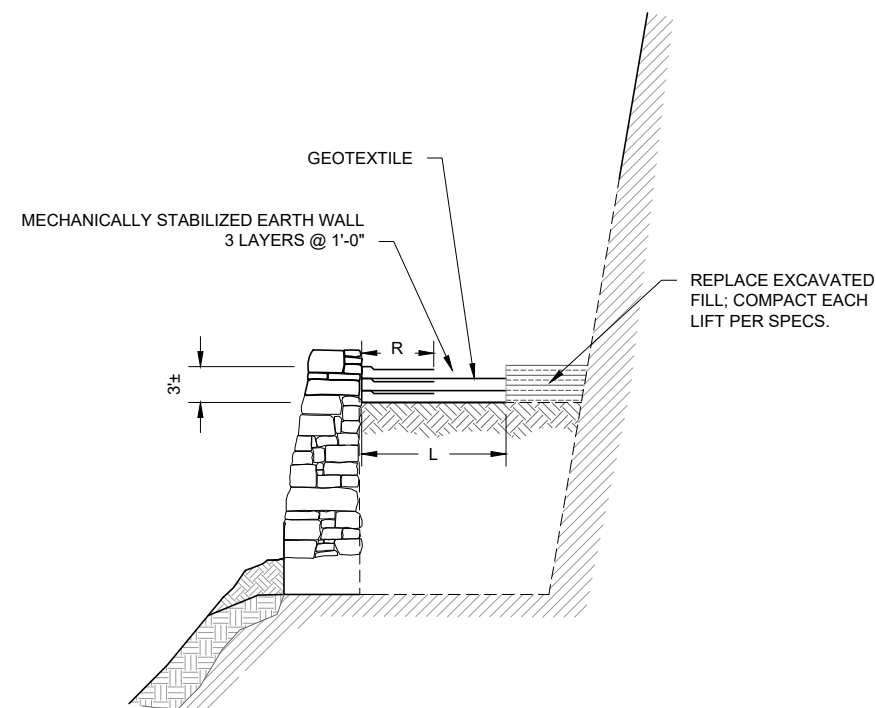 GEOTEXTILE
MECHANICALLY STABILIZED EARTH WALL
3 LAYERS @ 1'-0"
REPLACE EXCAVATED
FILL; COMPACT EACH
LIFT PER SPECS.
R
3'±
L